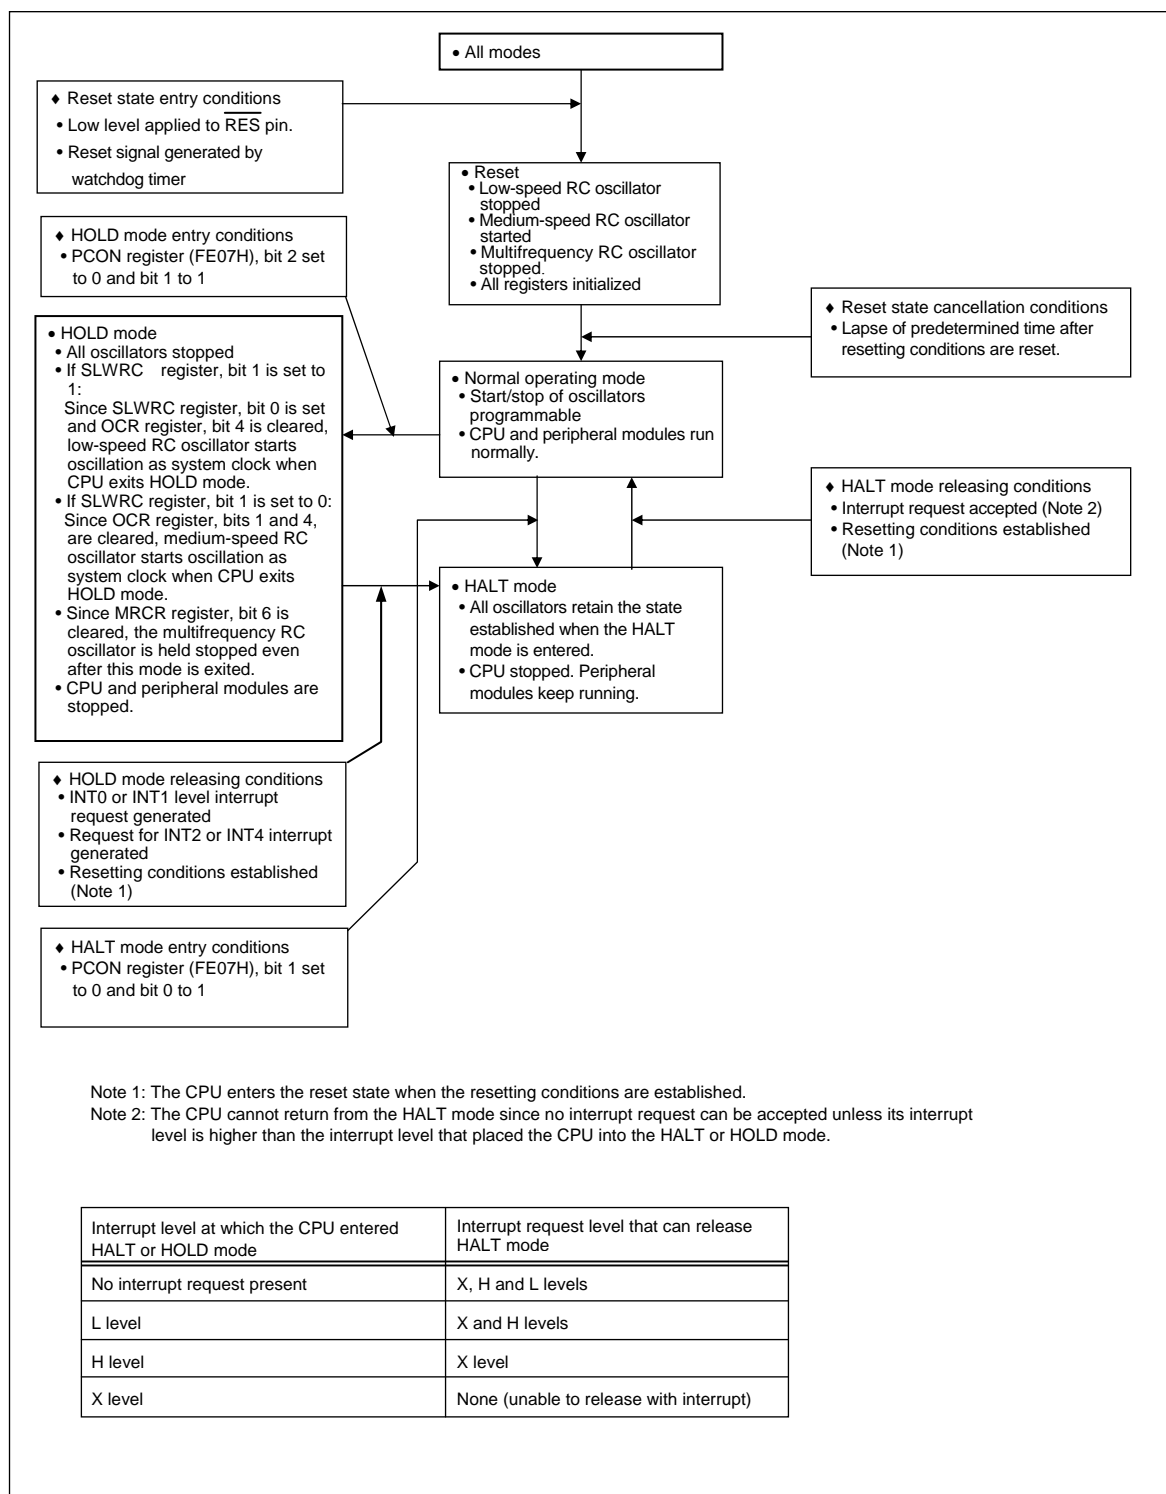 • All modes
♦ Reset state entry conditions
• Low level applied to RES pin.
• Reset signal generated by
watchdog timer
• Reset
• Low-speed RC oscillator
stopped
• Medium-speed RC oscillator
started
• Multifrequency RC oscillator
stopped.
• All registers initialized
♦ HOLD mode entry conditions
• PCON register (FE07H), bit 2 set
to 0 and bit 1 to 1
♦ Reset state cancellation conditions
• Lapse of predetermined time after
resetting conditions are reset.
• HOLD mode
• All oscillators stopped
• If SLWRC register, bit 1 is set to
1:
Since SLWRC register, bit 0 is set
and OCR register, bit 4 is cleared,
low-speed RC oscillator starts
oscillation as system clock when
CPU exits HOLD mode.
• If SLWRC register, bit 1 is set to 0:
Since OCR register, bits 1 and 4,
are cleared, medium-speed RC
oscillator starts oscillation as
system clock when CPU exits
HOLD mode.
• Since MRCR register, bit 6 is
cleared, the multifrequency RC
oscillator is held stopped even
after this mode is exited.
• CPU and peripheral modules are
stopped.
• Normal operating mode
• Start/stop of oscillators
programmable
• CPU and peripheral modules run
normally.
♦ HALT mode releasing conditions
• Interrupt request accepted (Note 2)
• Resetting conditions established
(Note 1)
• HALT mode
• All oscillators retain the state
established when the HALT
mode is entered.
• CPU stopped. Peripheral
modules keep running.
♦ HOLD mode releasing conditions
• INT0 or INT1 level interrupt
request generated
• Request for INT2 or INT4 interrupt
generated
• Resetting conditions established
(Note 1)
♦ HALT mode entry conditions
• PCON register (FE07H), bit 1 set
to 0 and bit 0 to 1
Note 1: The CPU enters the reset state when the resetting conditions are established.
Note 2: The CPU cannot return from the HALT mode since no interrupt request can be accepted unless its interrupt
level is higher than the interrupt level that placed the CPU into the HALT or HOLD mode.
Interrupt level at which the CPU entered
HALT or HOLD mode
Interrupt request level that can release
HALT mode
No interrupt request present
X, H and L levels
L level
X and H levels
H level
X level
X level
None (unable to release with interrupt)